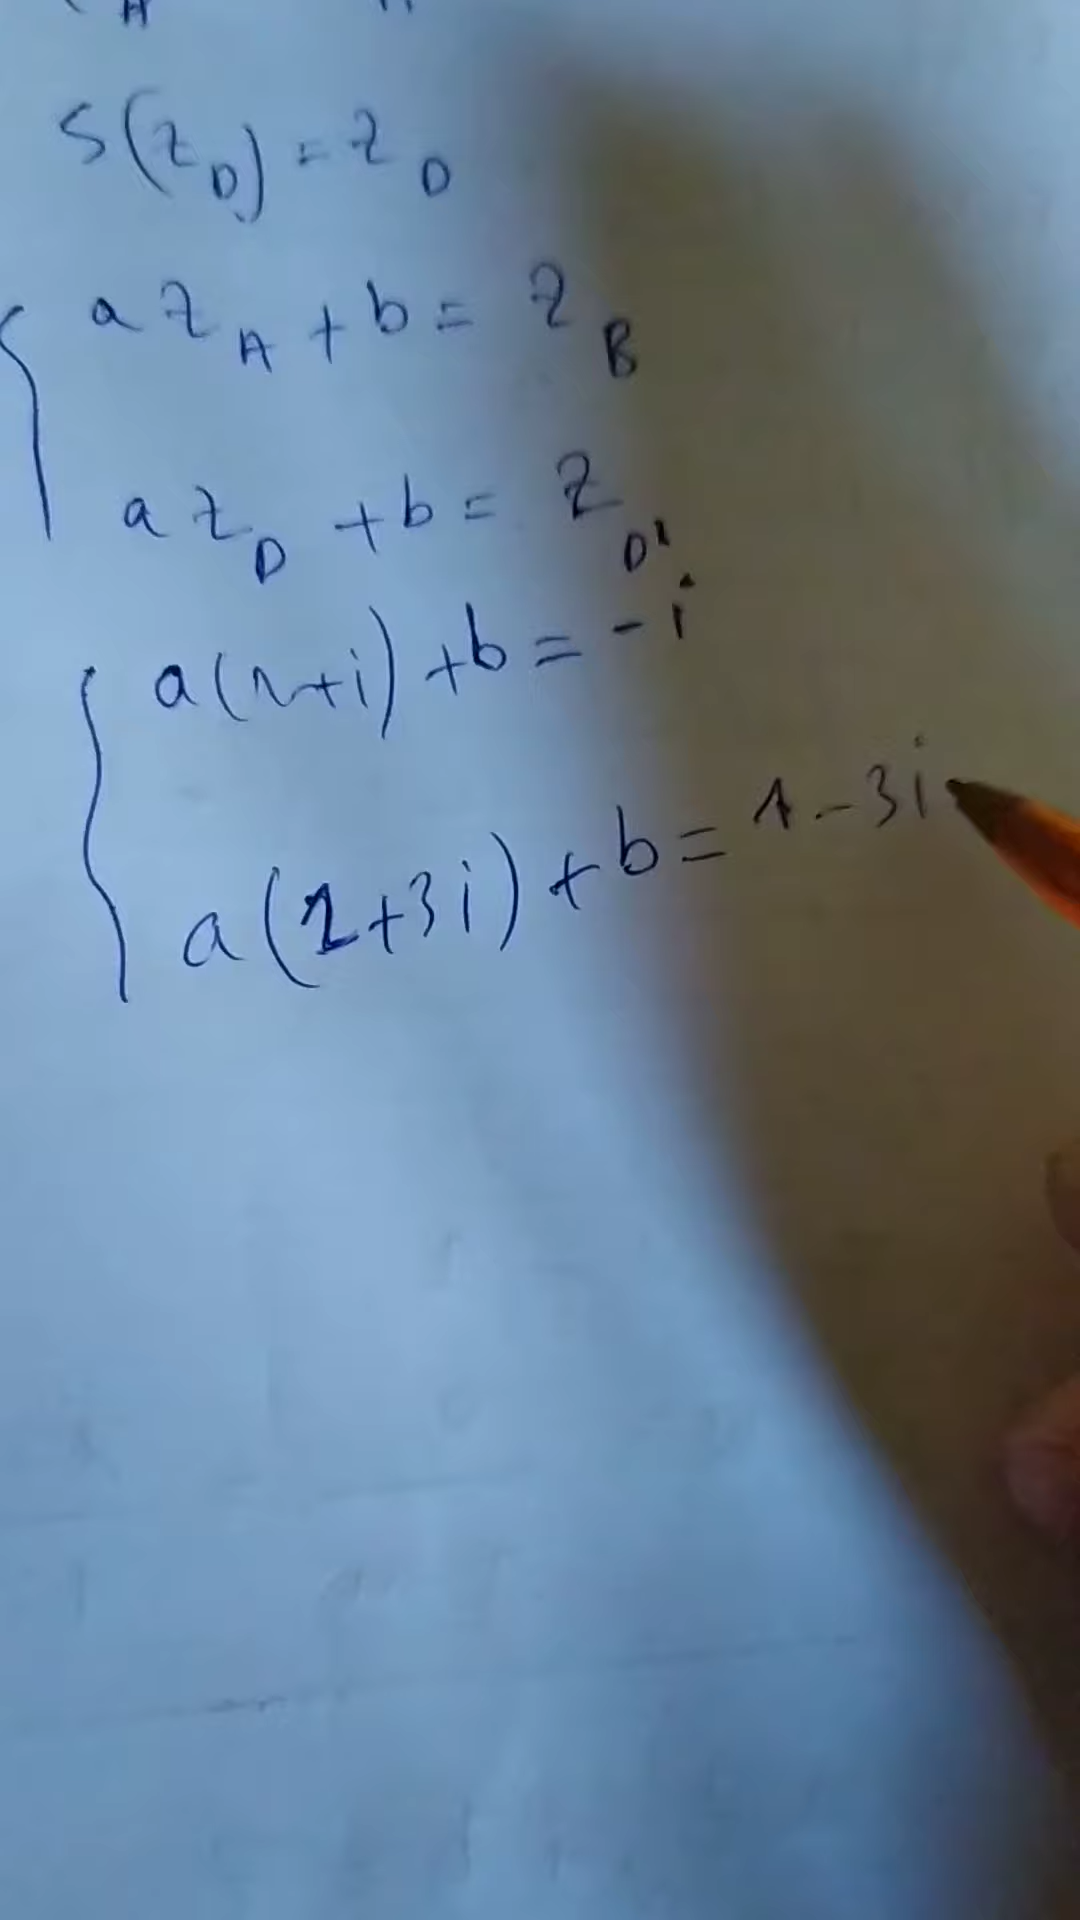 S(z_D) = z_D
a z_A + b = z_B
a z_D + b = z_D'
a(1+i) + b = -i
a(1+3i) + b = 1-3i